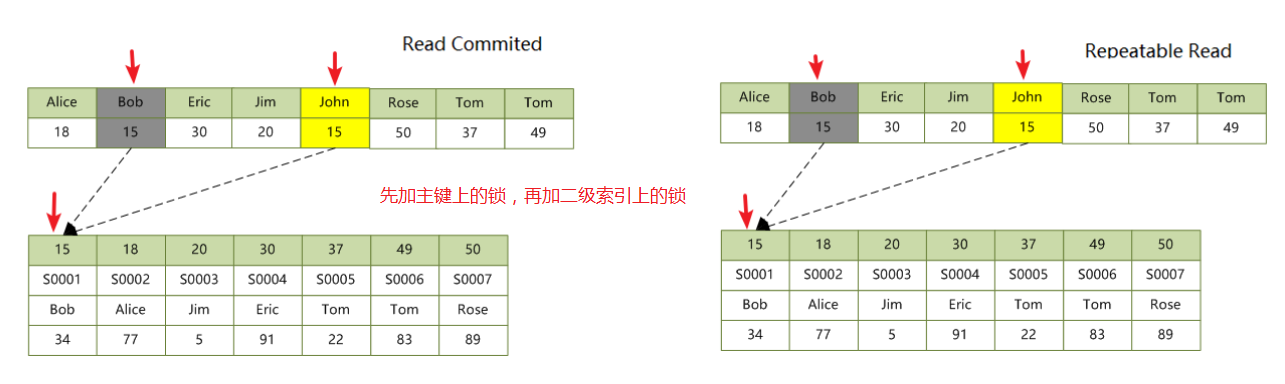 Read Commited
Alice Bob Eric Jim John Rose Tom Tom
18 15 30 20 15 50 37 49
先加主键上的锁，再加二级索引上的锁
15 18 20 30 37 49 50
S0001 S0002 S0003 S0004 S0005 S0006 S0007
Bob Alice Jim Eric Tom Tom Rose
34 77 5 91 22 83 89
Repeatable Read
Alice Bob Eric Jim John Rose Tom Tom
18 15 30 20 15 50 37 49
15 18 20 30 37 49 50
S0001 S0002 S0003 S0004 S0005 S0006 S0007
Bob Alice Jim Eric Tom Tom Rose
34 77 5 91 22 83 89